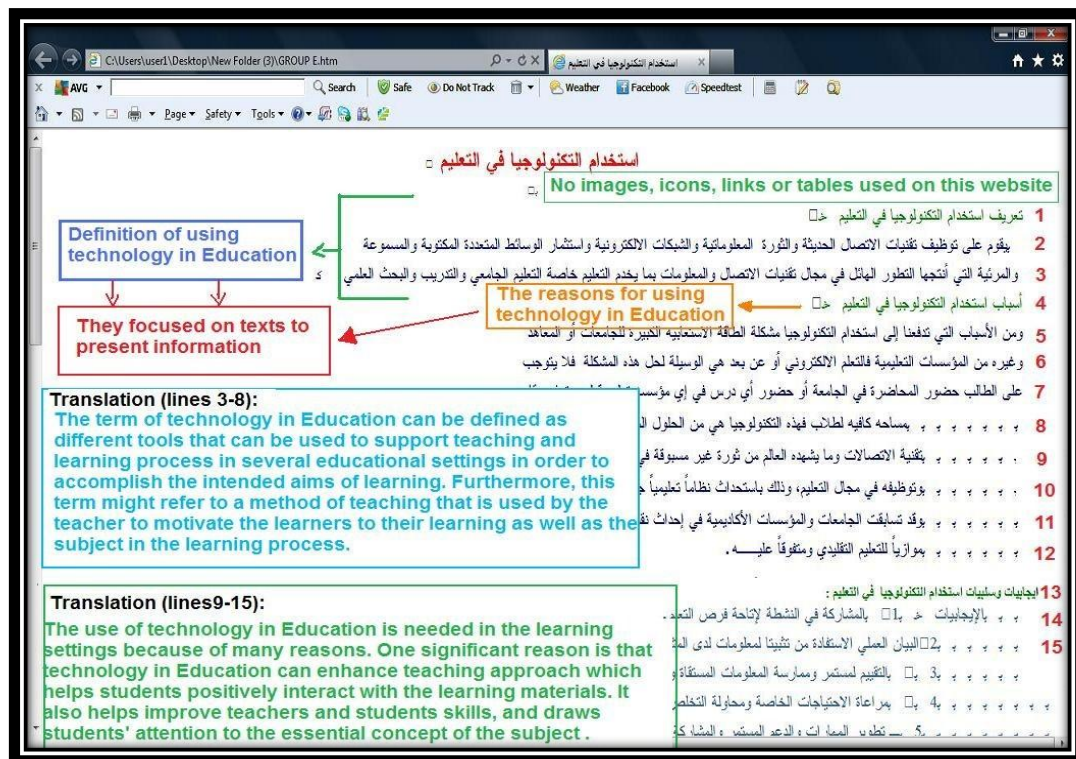 C:\Users\user1\Desktop\New Folder (3)\GROUP E.htm
استخدام التكنولوجيا في التعليم
AVG
Search
Safe
Do Not Track
Weather
Facebook
Speedtest
Page
Safety
Tools
استخدام التكنولوجيا في التعليم
No images, icons, links or tables used on this website
1 تعريف استخدام التكنولوجيا في التعليم
Definition of using
technology in Education
2 يقوم على توظيف تقنيات الاتصال الحديثة والثورة المعلوماتية والشبكات الالكترونية واستثمار الوسائط المتعددة المكتوبة والمسموعة
3 والمرئية التي أنتجها التطور الهائل في مجال تقنيات الاتصال والمعلومات بما يخدم التعليم خاصة التعليم الجامعي والتدريب والبحث العلمي
The reasons for using
technology in Education
4 أسباب استخدام التكنولوجيا في التعليم
They focused on texts to
present information
5 ومن الأسباب التي تدفعنا إلى استخدام التكنولوجيا مشكلة الطاقة الاستعابيه الكبيرة للجامعات أو المعاهد
6 وغيره من المؤسسات التعليمية فالتعلم الالكتروني أو عن بعد هي الوسيلة لحل هذه المشكلة فلا يتوجب
7 على الطالب حضور المحاضرة في الجامعة أو حضور أي درس في إي
Translation (lines 3-8):
The term of technology in Education can be defined as
different tools that can be used to support teaching and
learning process in several educational settings in order to
accomplish the intended aims of learning. Furthermore, this
term might refer to a method of teaching that is used by the
teacher to motivate the learners to their learning as well as the
subject in the learning process.
8 بمساحه كافيه لطلاب فهذه التكنولوجيا هي من الحلول
9 بتقنية الاتصالات وما يشهده العالم من ثورة غير مسبوقة في
10 بوتوظيفه في مجال التعليم، وذلك باستحداث نظاماً تعليمياً
11 بوقد تسابقت الجامعات والمؤسسات الأكاديمية في إحداث
12 بموازياً للتعليم التقليدي ومتفوقاً عليـــــه .
13 ايجابيات وسلبيات استخدام التكنولوجيا في التعليم :
14 بالإيجابيات 1 بالمشاركة في النشطة لإتاحة فرص
15 2 البيان العملي الاستفادة من تثبيتا لمعلومات لدى
3 بالتقييم لمستمر وممارسة المعلومات المستقاة
4 بمراعاة الاحتياجات الخاصة ومحاولة
5 تطوير المهارات والدعم المستمر
Translation (lines9-15):
The use of technology in Education is needed in the learning
settings because of many reasons. One significant reason is that
technology in Education can enhance teaching approach which
helps students positively interact with the learning materials. It
also helps improve teachers and students skills, and draws
students' attention to the essential concept of the subject .